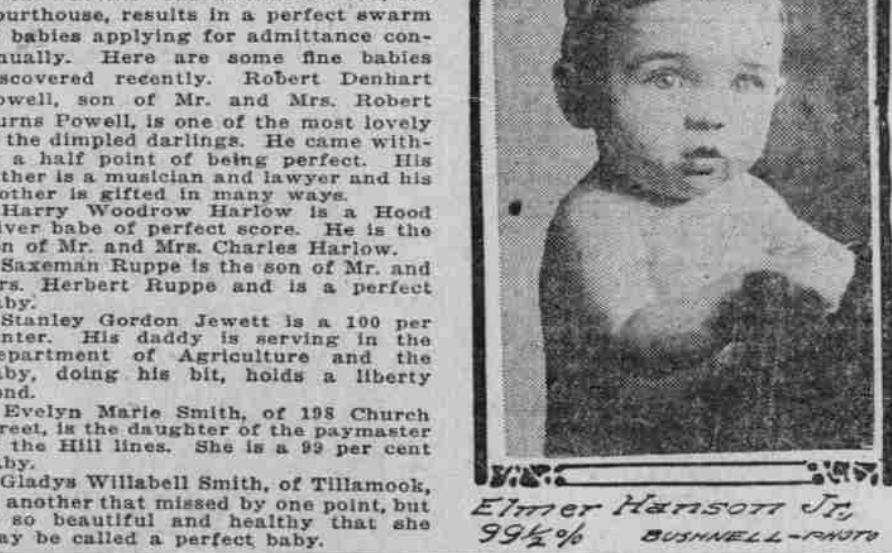 ourthouse, results in a perfect swarm
babies applying for admittance con-
nually. Here are some fine babies
scovered recently. Robert Denhart
owell, son of Mr. and Mrs. Robert
urns Powell, is one of the most lovely
the dimpled darlings. He came with-
a half point of being perfect. His
ther is a musician and lawyer and his
other is gifted in many ways.
Harry Woodrow Harlow is a Hood
iver babe of perfect score. He is the
on of Mr. and Mrs. Charles Harlow.
Saxeman Ruppe is the son of Mr. and
rs. Herbert Ruppe and is a perfect
aby.
Stanley Gordon Jewett is a 100 per
nter. His daddy is serving in the
epartment of Agriculture and the
aby, doing his bit, holds a liberty
ond.
Evelyn Marie Smith, of 198 Church
treet, is the daughter of the paymaster
the Hill lines. She is a 99 per cent
aby.
Gladys Willabell Smith, of Tillamook,
another that missed by one point, but
so beautiful and healthy that she
ay be called a perfect baby.
Elmer Hanson Jr.,
99½% BUSHNELL-PHOTO